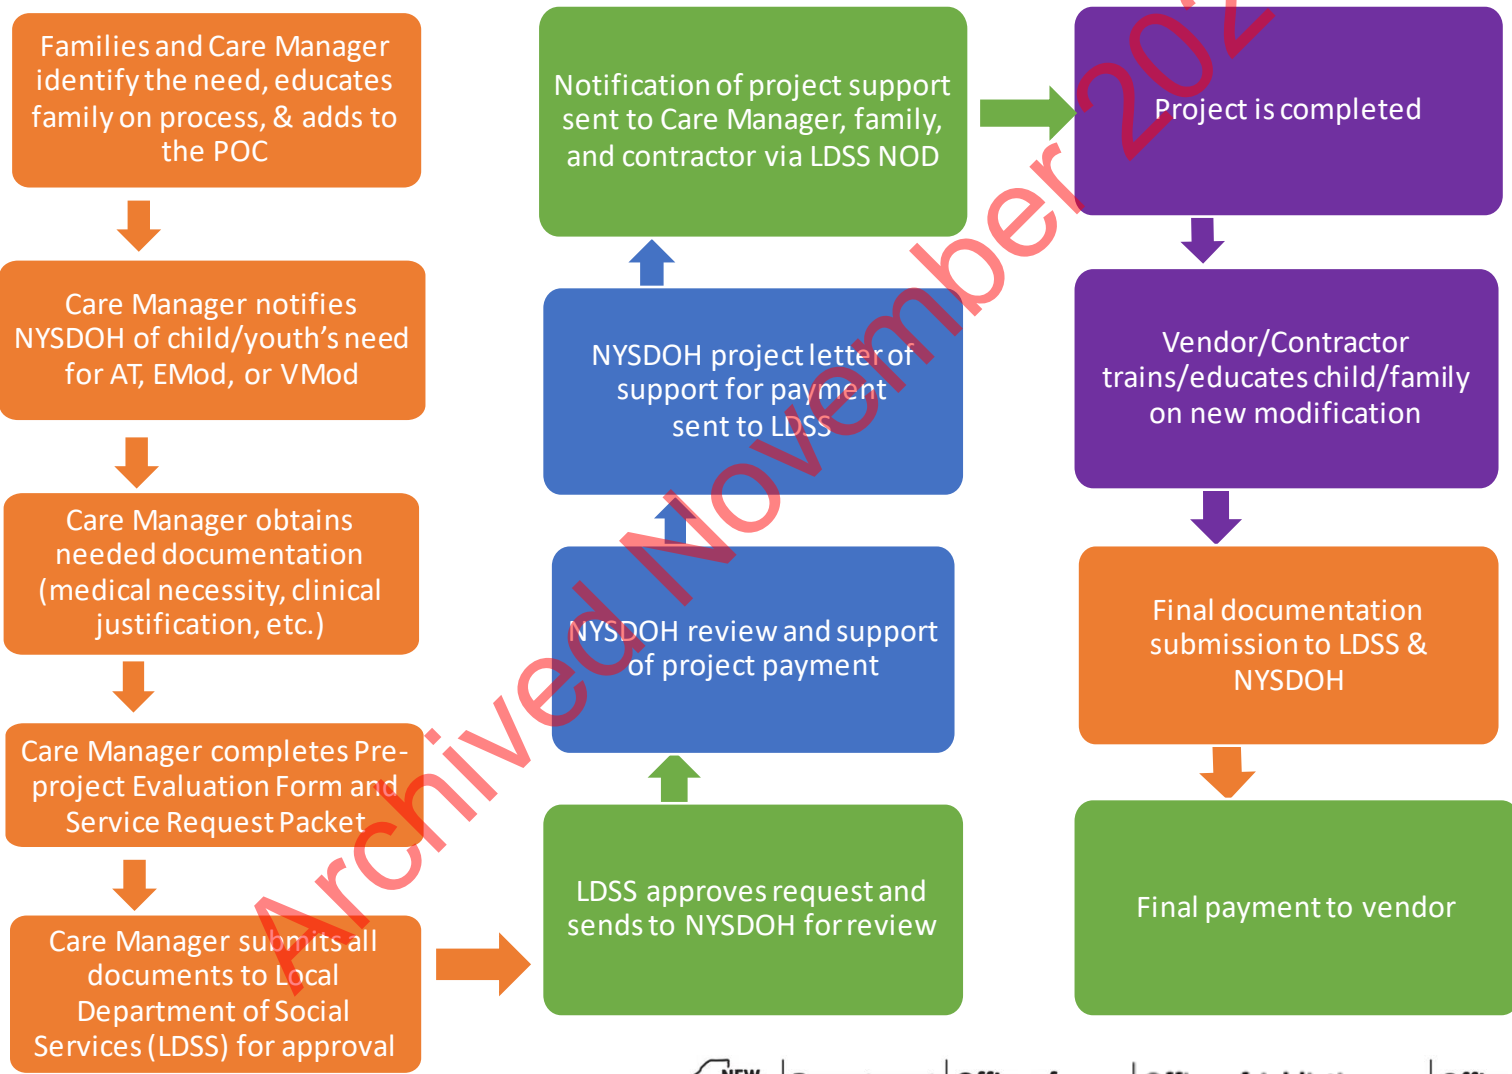 Families and Care Manager
identify the need, educates
family on process, & adds to
the POC
Care Manager notifies
NYSDOH of child/youth's need
for AT, EMod, or VMod
Care Manager obtains
needed documentation
(medical necessity, clinical
justification, etc.)
Care Manager completes Pre-
project Evaluation Form and
Service Request Packet
Care Manager submits all
documents to Local
Department of Social
Services (LDSS) for approval
LDSS approves request and
sends to NYSDOH for review
NYSDOH review and support
of project payment
NYSDOH project letter of
support for payment
sent to LDSS
Notification of project support
sent to Care Manager, family,
and contractor via LDSS NOD
Project is completed
Vendor/Contractor
trains/educates child/family
on new modification
Final documentation
submission to LDSS &
NYSDOH
Final payment to vendor
Archived November 202
NEW